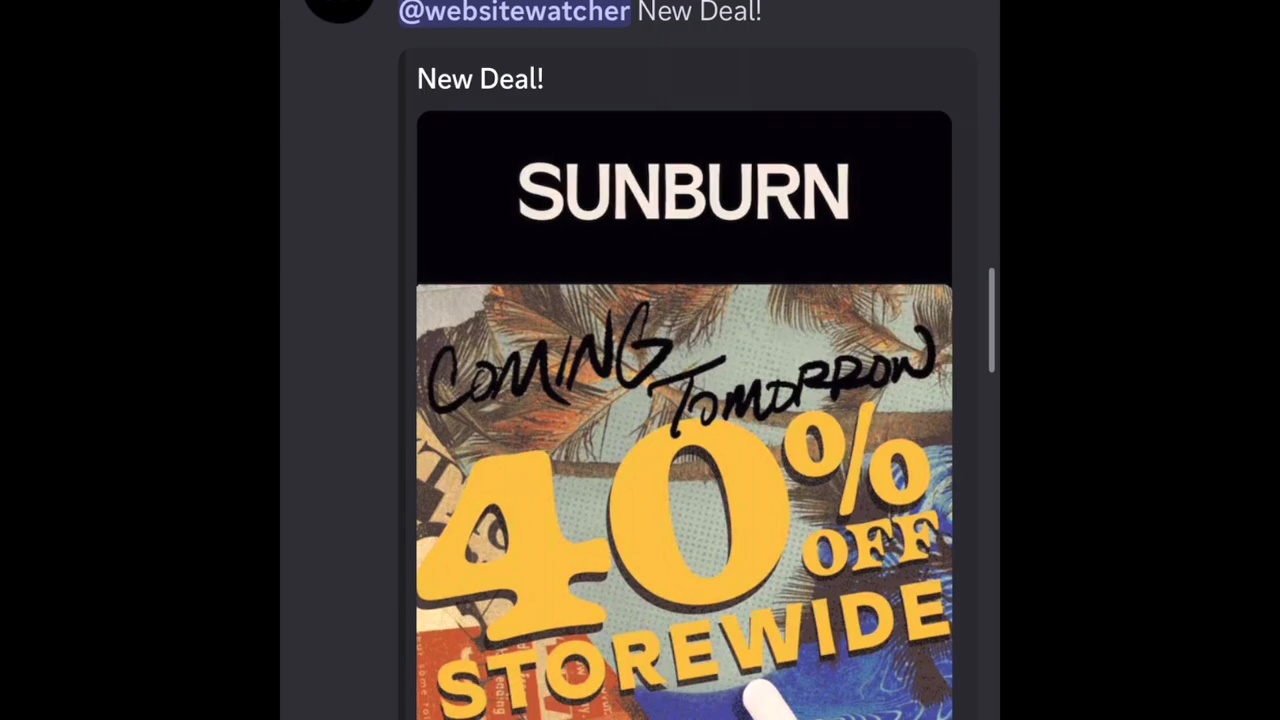 @websitewatcher New Deal!
New Deal!
SUNBURN
COMING
TOMORROW
40%
OFF
STOREWIDE